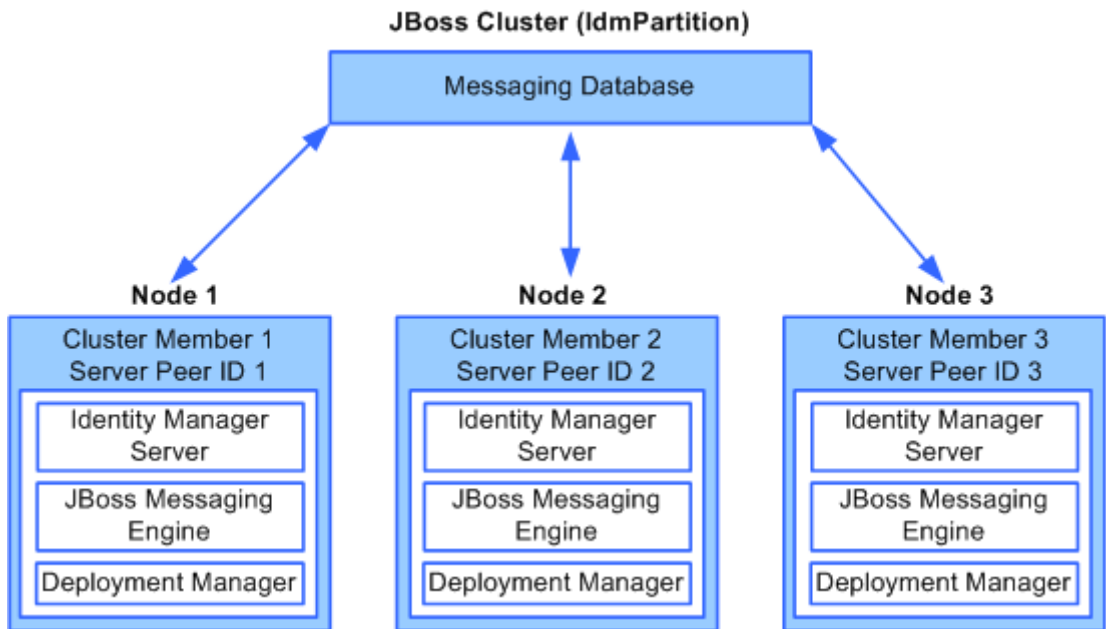 JBoss Cluster (IdmPartition)
Messaging Database
Node 1
Node 2
Node 3
Cluster Member 1
Server Peer ID 1
Identity Manager
Server
JBoss Messaging
Engine
Deployment Manager
Cluster Member 2
Server Peer ID 2
Identity Manager
Server
JBoss Messaging
Engine
Deployment Manager
Cluster Member 3
Server Peer ID 3
Identity Manager
Server
JBoss Messaging
Engine
Deployment Manager